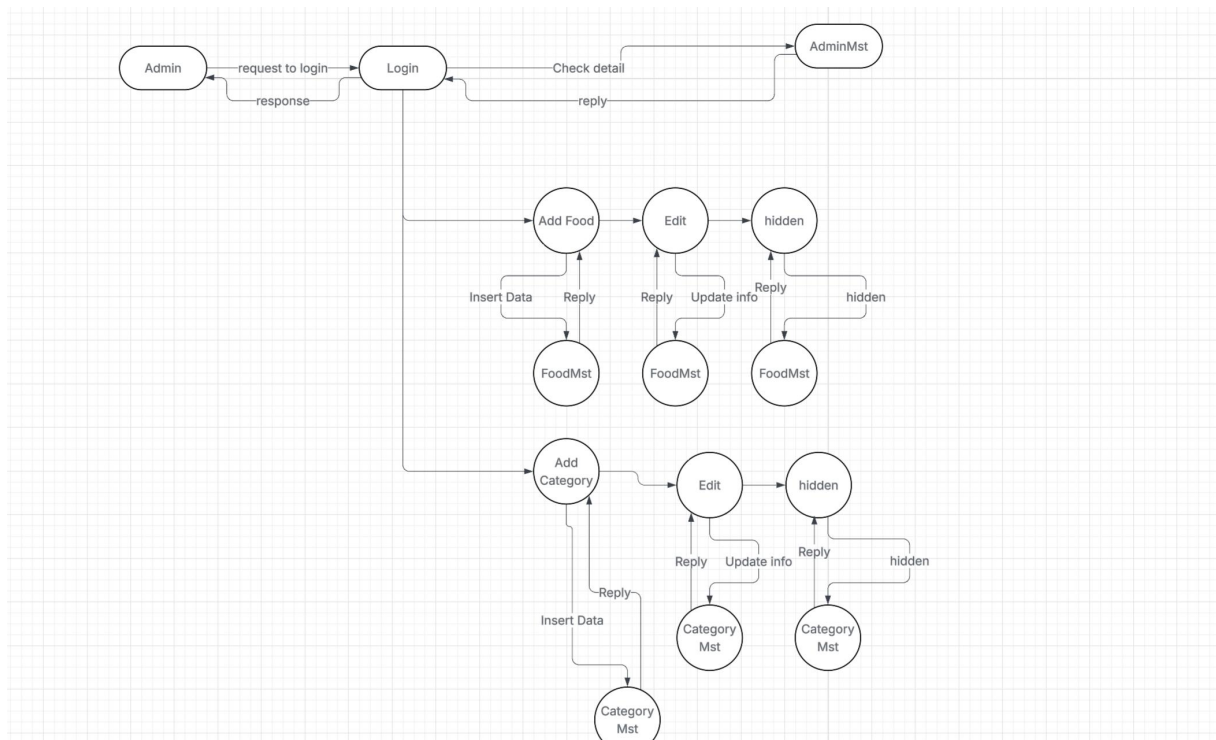 AdminMst
Admin
request to login
Login
Check detail
response
reply
Add Food
Edit
hidden
Insert Data
Reply
Reply
Update info
Reply
hidden
FoodMst
FoodMst
FoodMst
Add
Category
Edit
hidden
Reply
Update info
Reply
hidden
Reply
Insert Data
Category
Mst
Category
Mst
Category
Mst